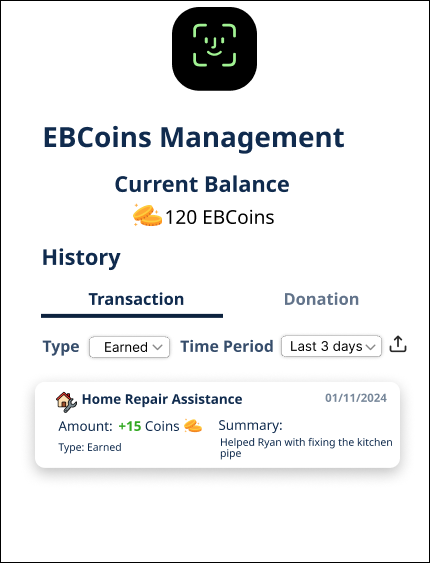 EBCoins Management
Current Balance
120 EBCoins
History
Transaction Donation
Type Earned Time Period Last 3 days
Home Repair Assistance 01/11/2024
Amount: +15 Coins Summary:
Type: Earned Helped Ryan with fixing the kitchen
pipe